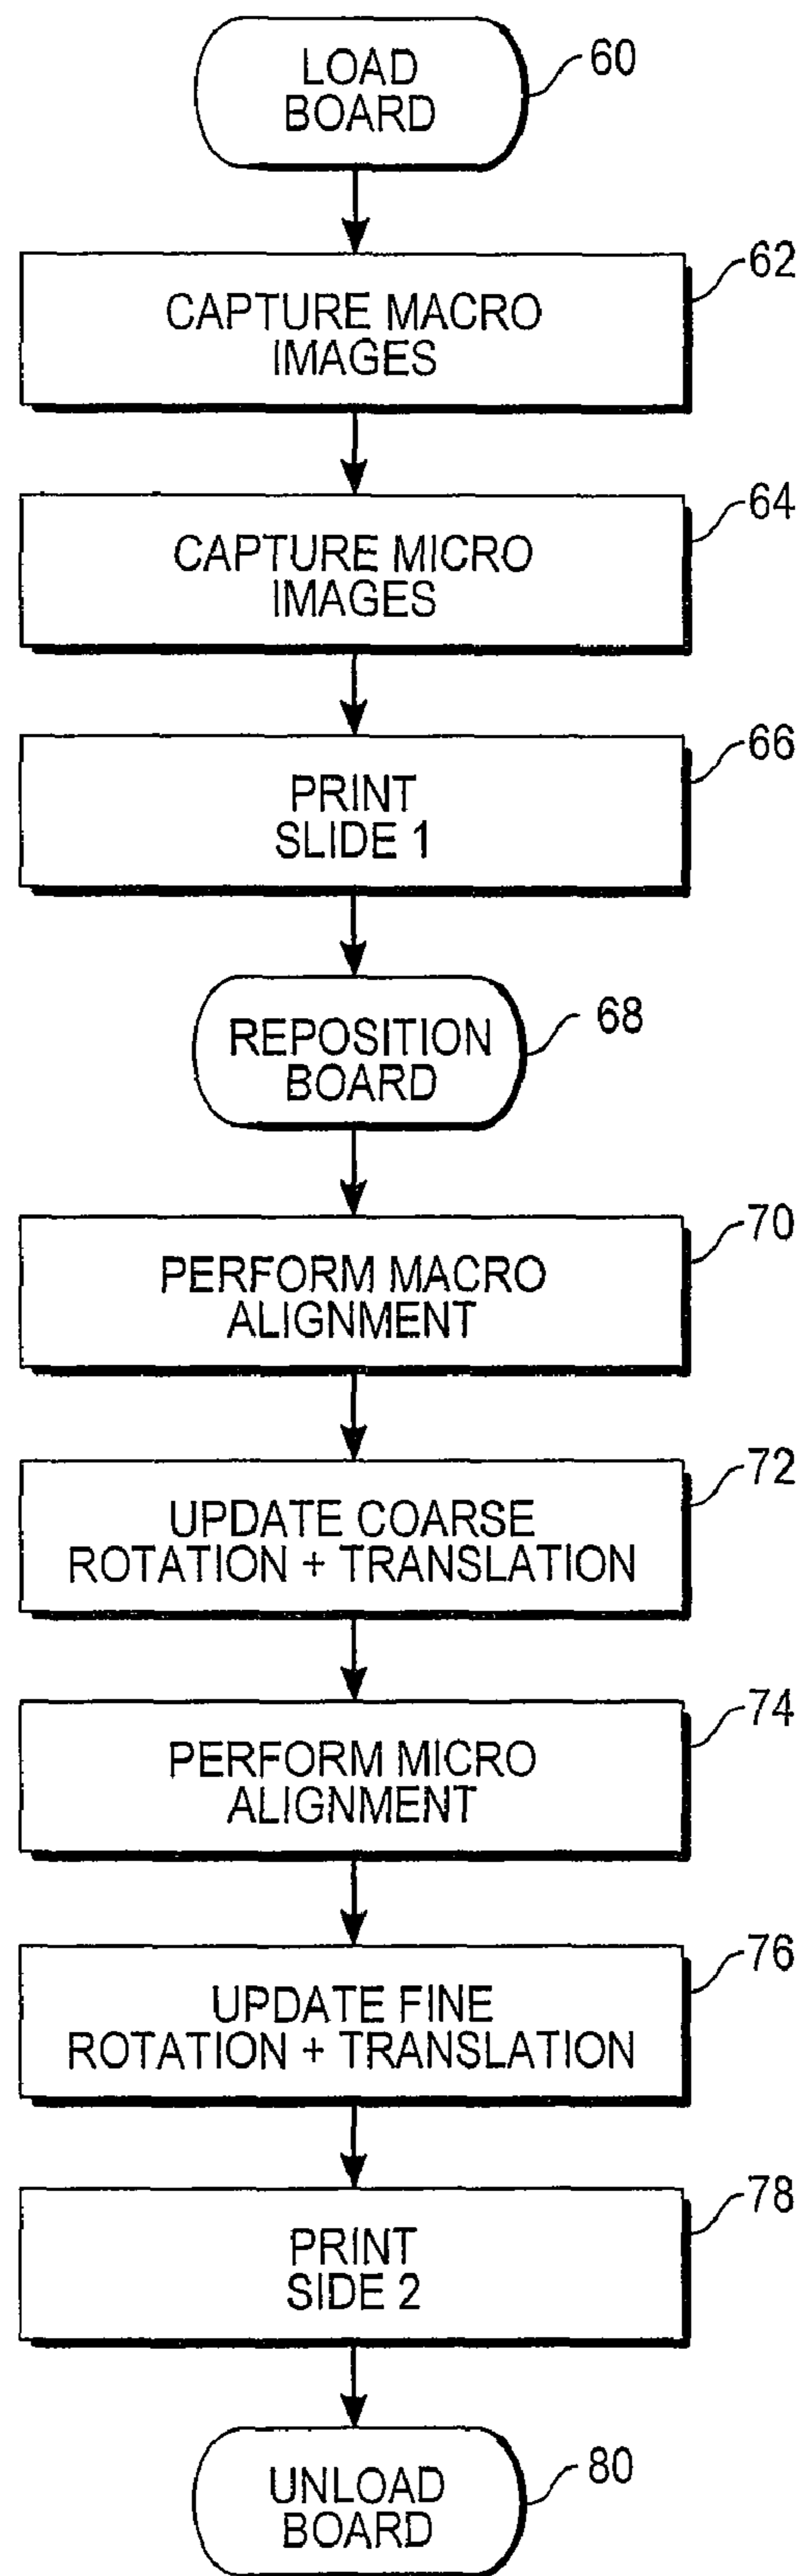 LOAD
BOARD
60
CAPTURE MACRO
IMAGES
62
CAPTURE MICRO
IMAGES
64
PRINT
SLIDE 1
66
REPOSITION
BOARD
68
PERFORM MACRO
ALIGNMENT
70
UPDATE COARSE
ROTATION + TRANSLATION
72
PERFORM MICRO
ALIGNMENT
74
UPDATE FINE
ROTATION + TRANSLATION
76
PRINT
SIDE 2
78
UNLOAD
BOARD
80